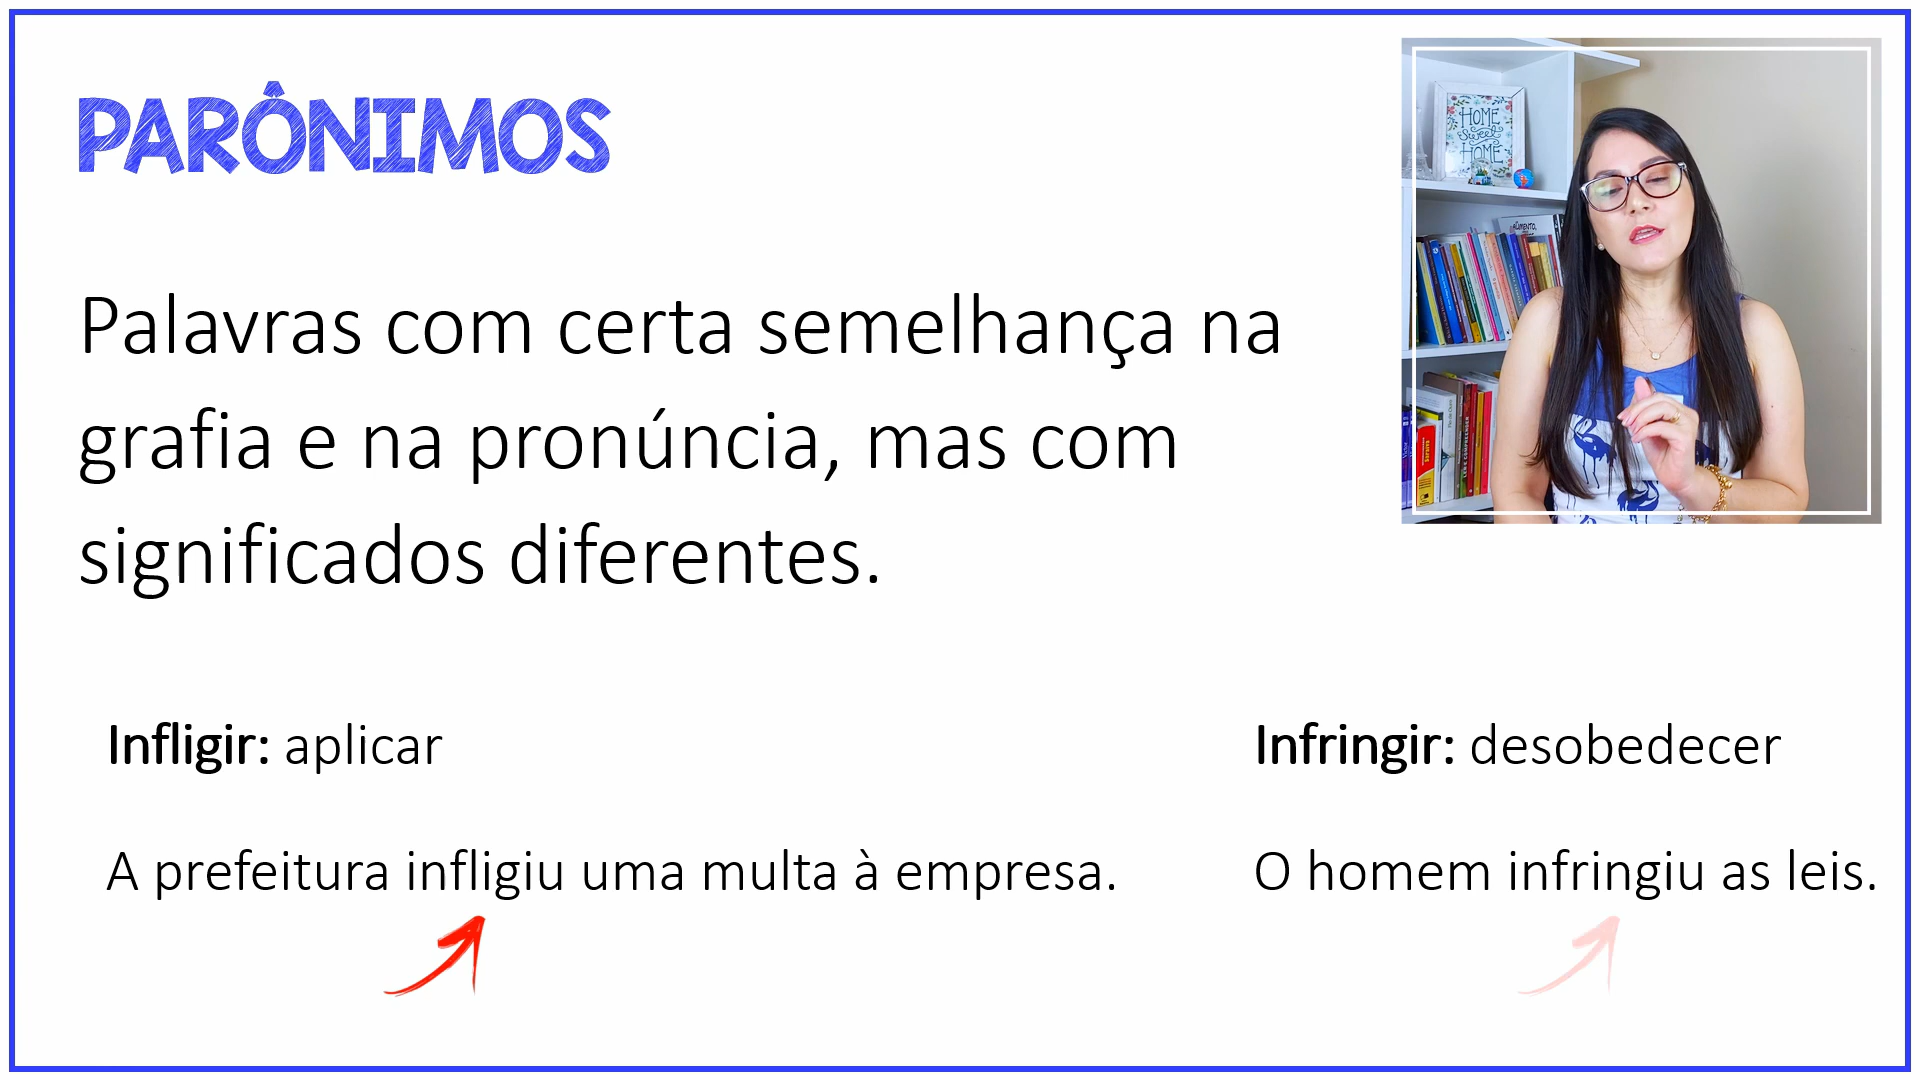 PARÔNIMOS
HOME
Sweet
HOME
Palavras com certa semelhança na
grafia e na pronúncia, mas com
significados diferentes.
Infligir: aplicar
Infringir: desobedecer
A prefeitura infligiu uma multa à empresa.
O homem infringiu as leis.